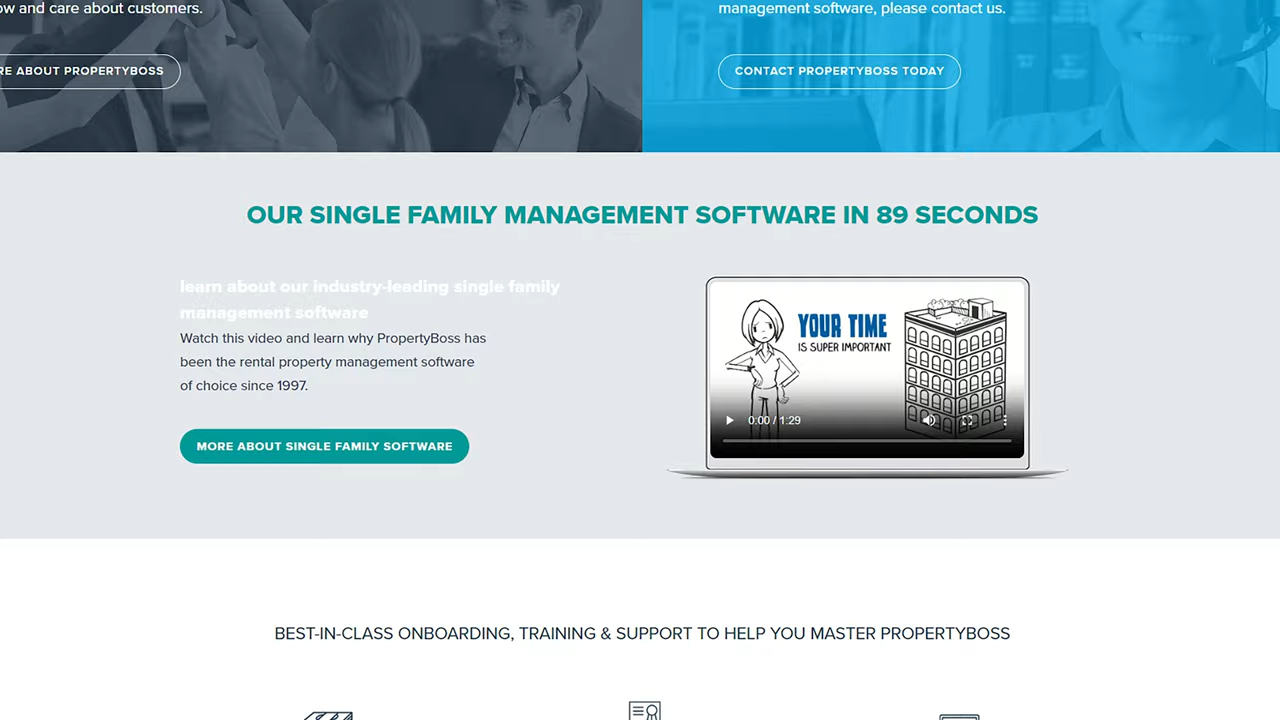 ow and care about customers.
management software, please contact us.
RE ABOUT PROPERTYBOSS
CONTACT PROPERTYBOSS TODAY
OUR SINGLE FAMILY MANAGEMENT SOFTWARE IN 89 SECONDS
learn about our industry-leading single family
management software
Watch this video and learn why PropertyBoss has
been the rental property management software
of choice since 1997.
MORE ABOUT SINGLE FAMILY SOFTWARE
YOUR TIME
IS SUPER IMPORTANT
0:00 / 1:29
BEST-IN-CLASS ONBOARDING, TRAINING & SUPPORT TO HELP YOU MASTER PROPERTYBOSS